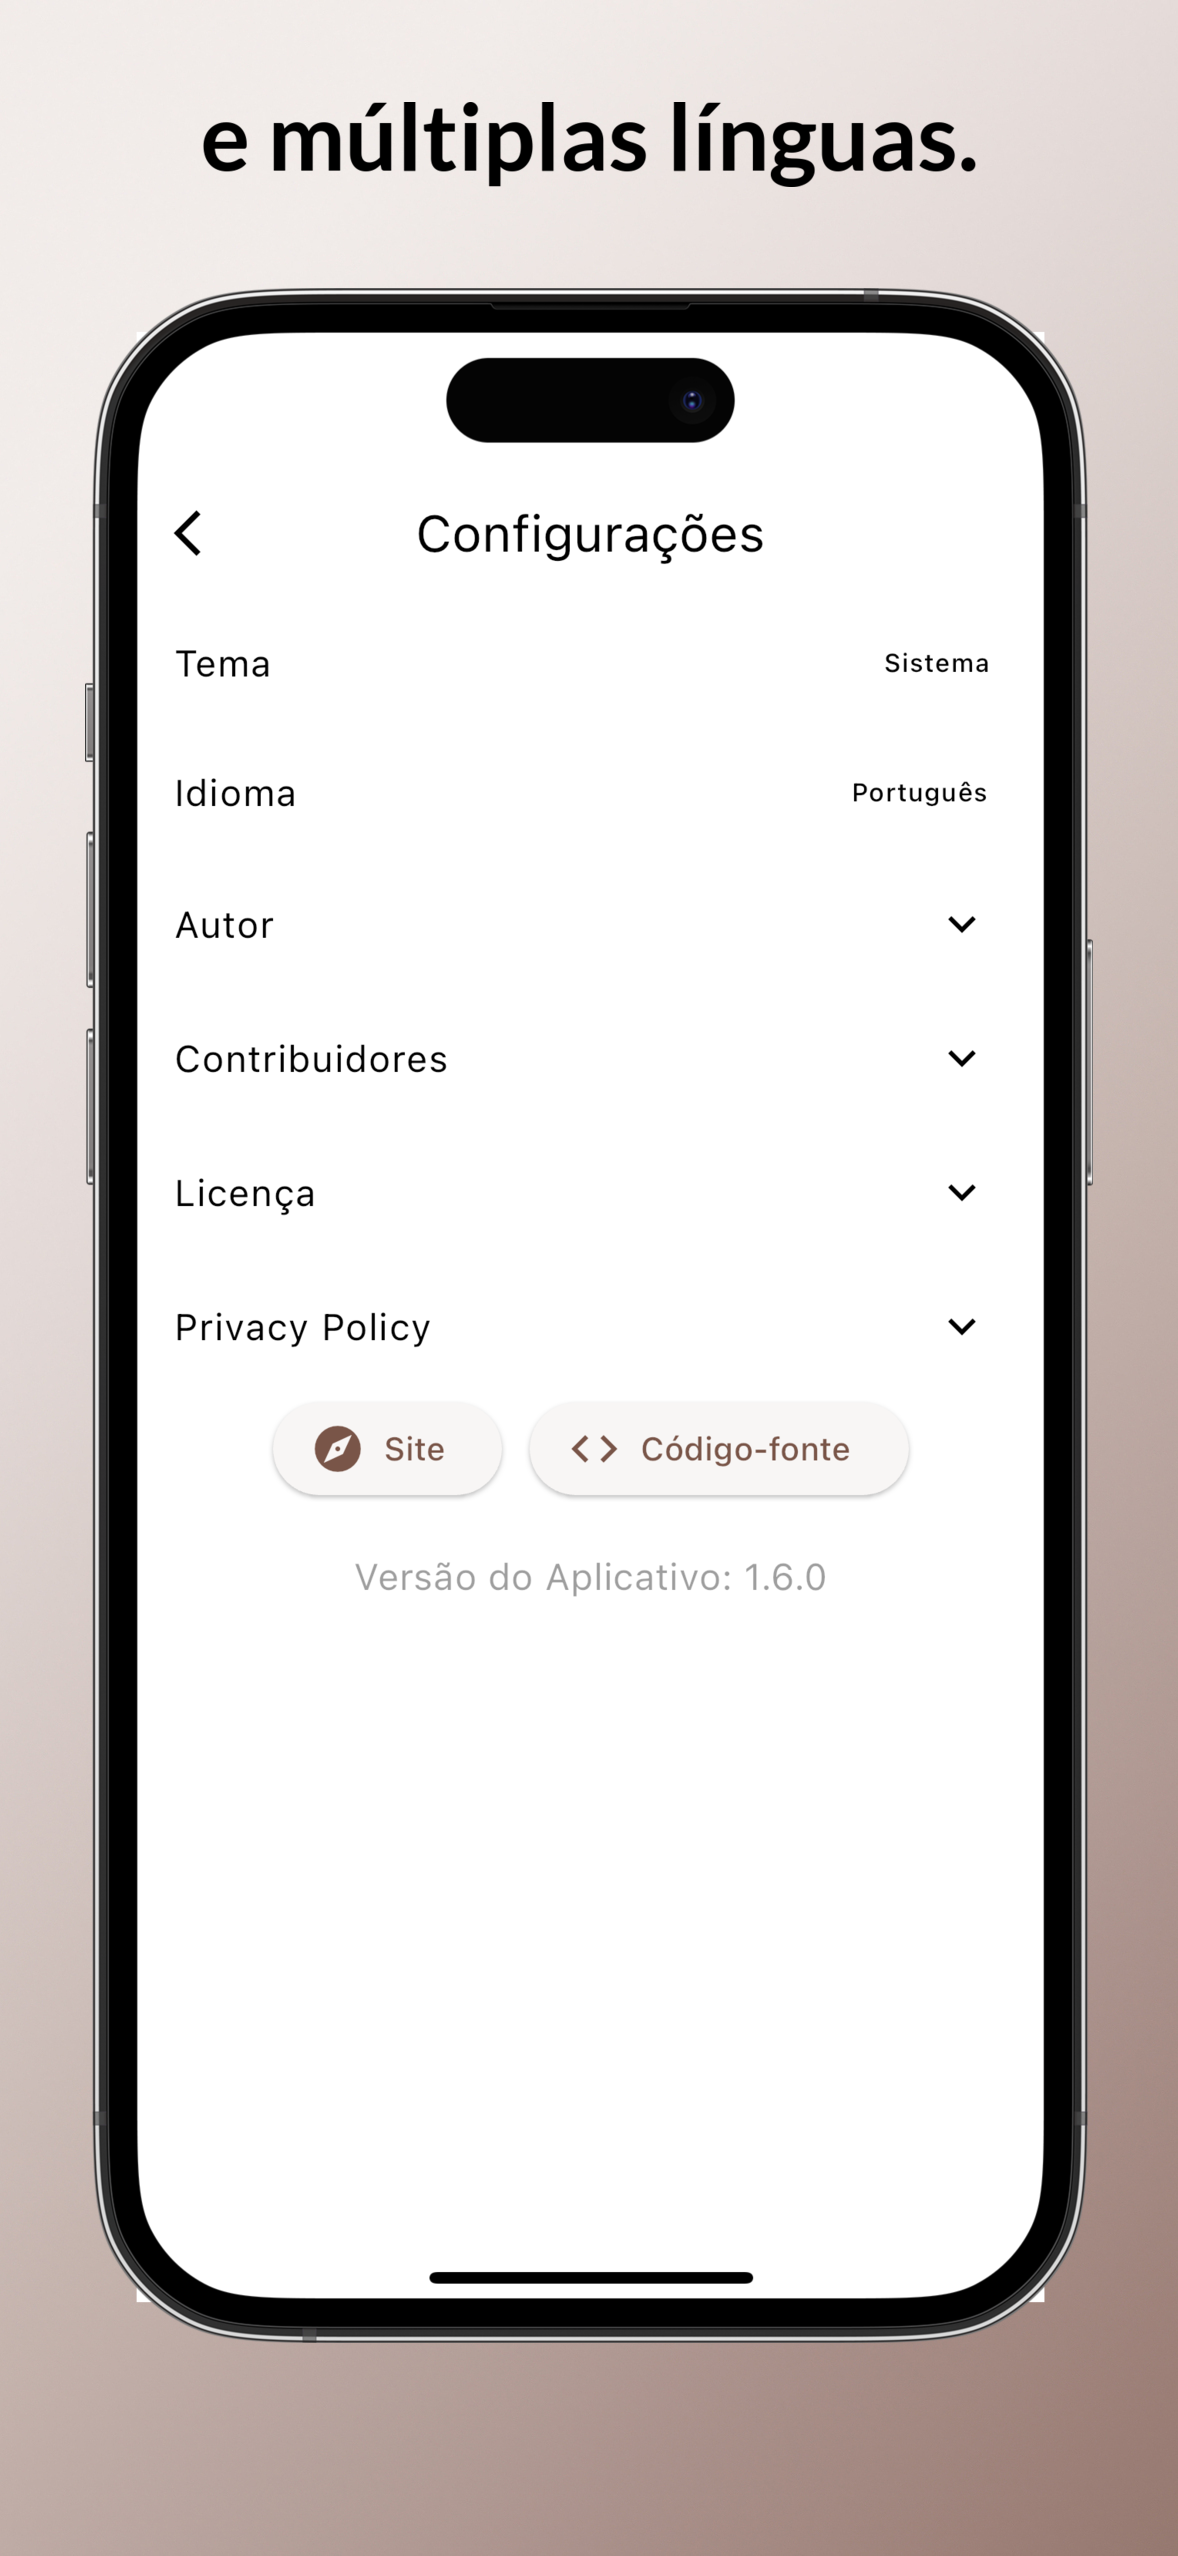 e múltiplas línguas.
Configurações
Tema Sistema
Idioma Português
Autor
Contribuidores
Licença
Privacy Policy
Site Código-fonte
Versão do Aplicativo: 1.6.0